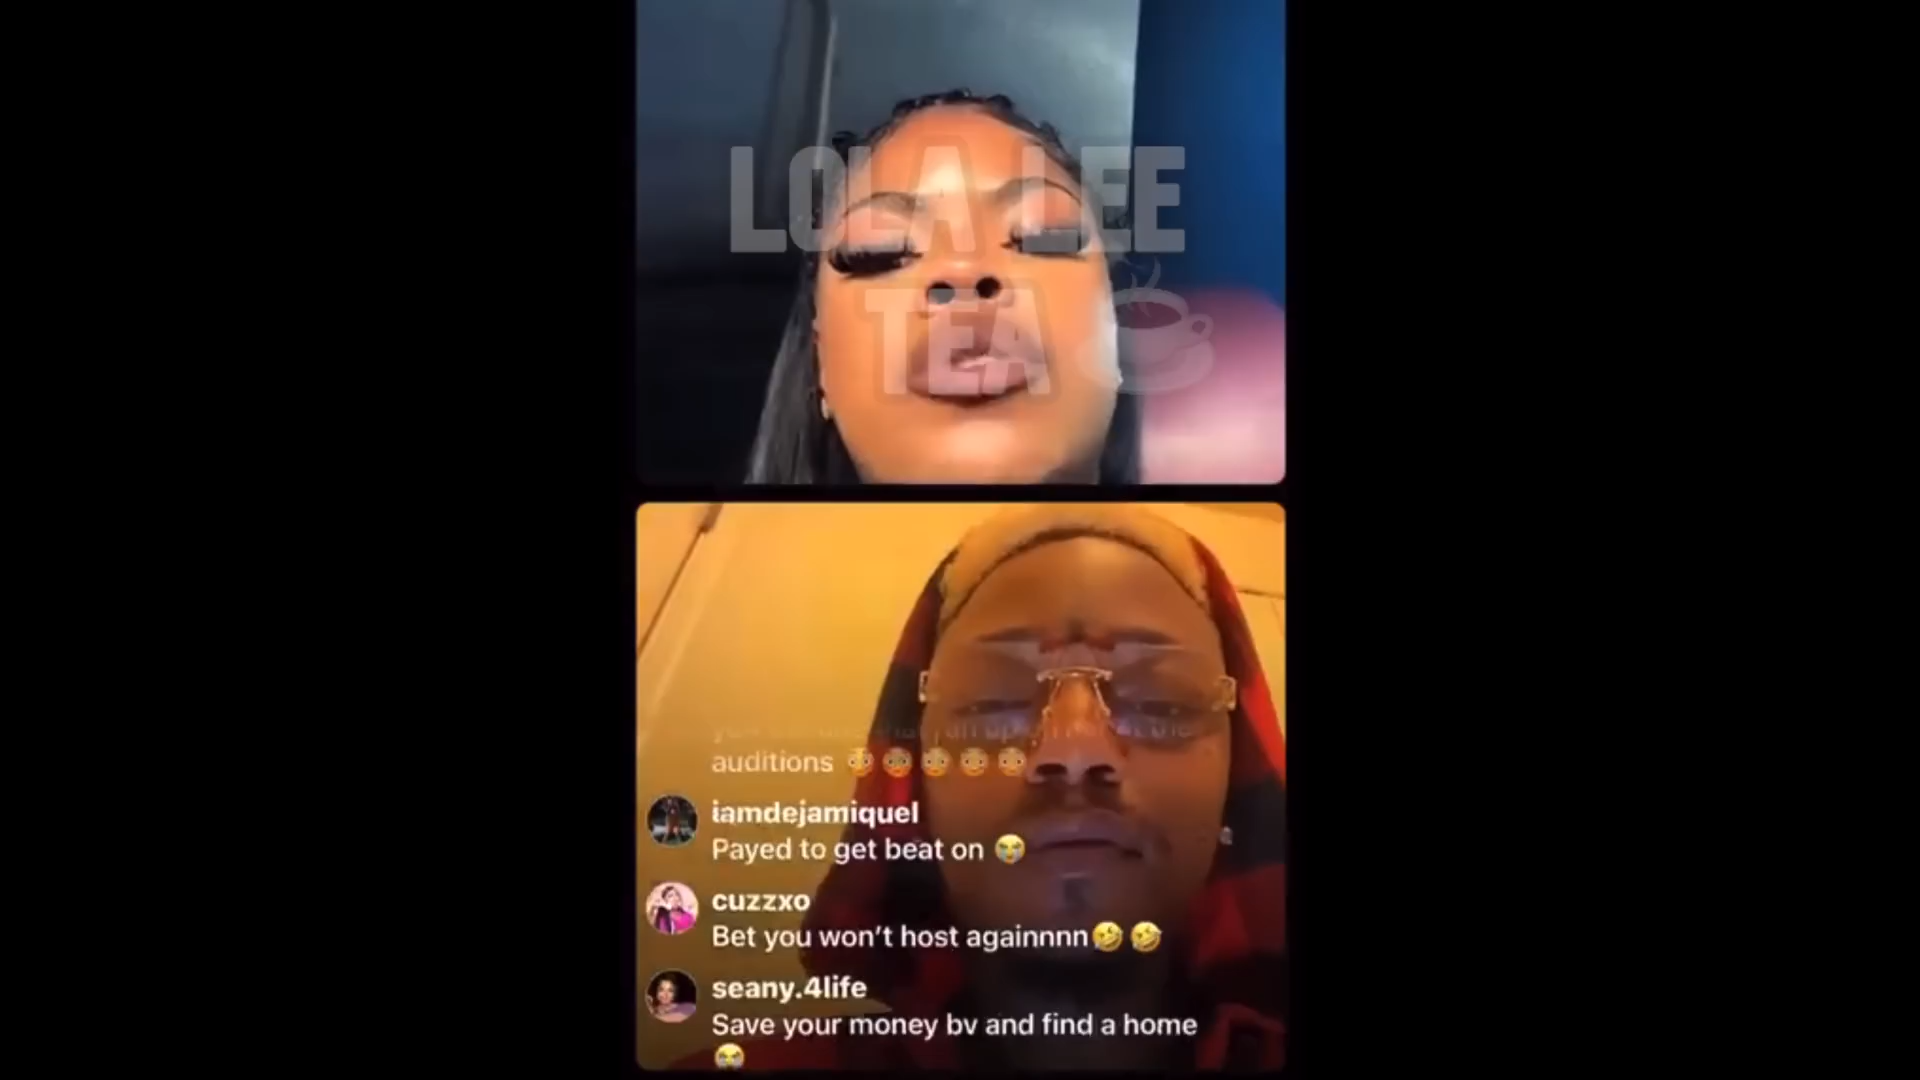 LOLA LEE
TEA
auditions 😳😳😳😳😳
iamdejamiquel
Payed to get beat on 😭
cuzzxo
Bet you won't host againnnn🤣🤣
seany.4life
Save your money bv and find a home
😭